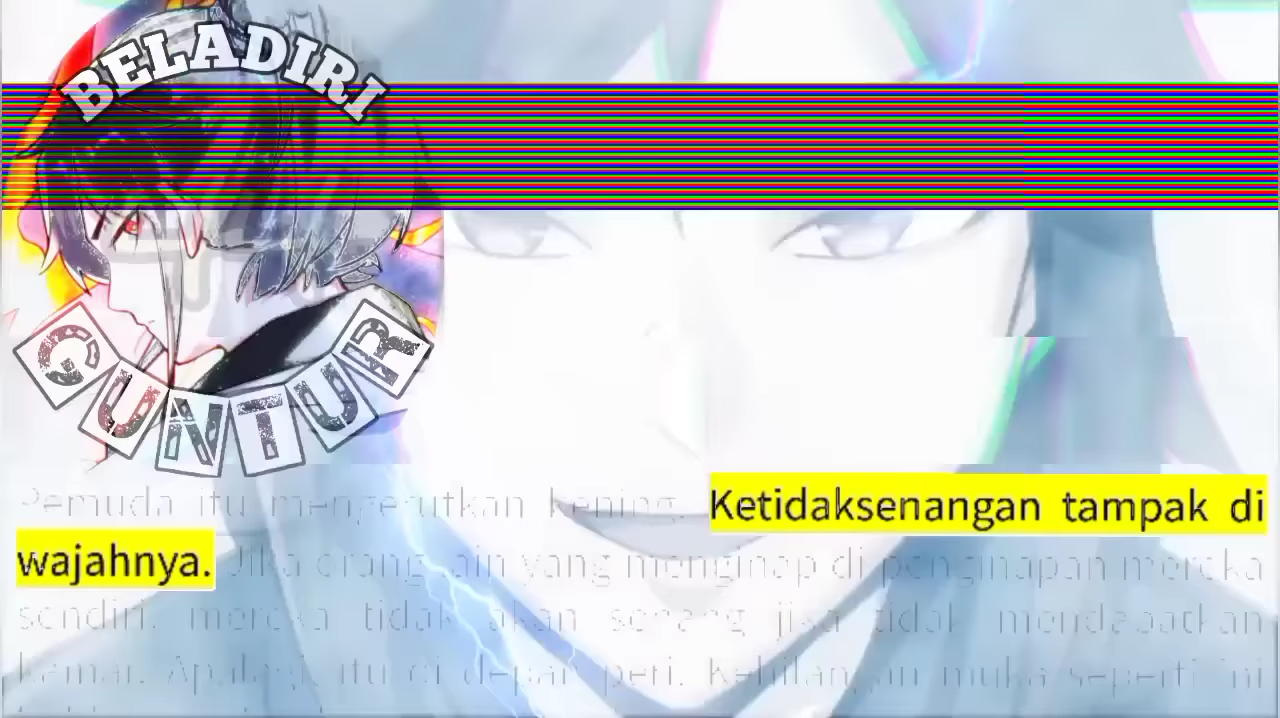 BELADIRI
GUNTUR
Pemuda itu mengerutkan kening. Ketidaksenangan tampak di
wajahnya. Jika orang lain yang menginap di penginapan mereka
sendiri, mereka tidak akan senang jika tidak mendapatkan
kamar. Apalagi, itu di depan peri. Kehilangan muka seperti ini